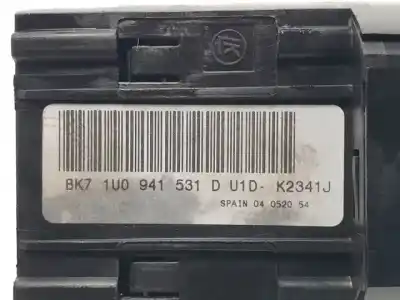 BK7 1U0 941 531 D U1D- K2341J
SPAIN 04 0520 54